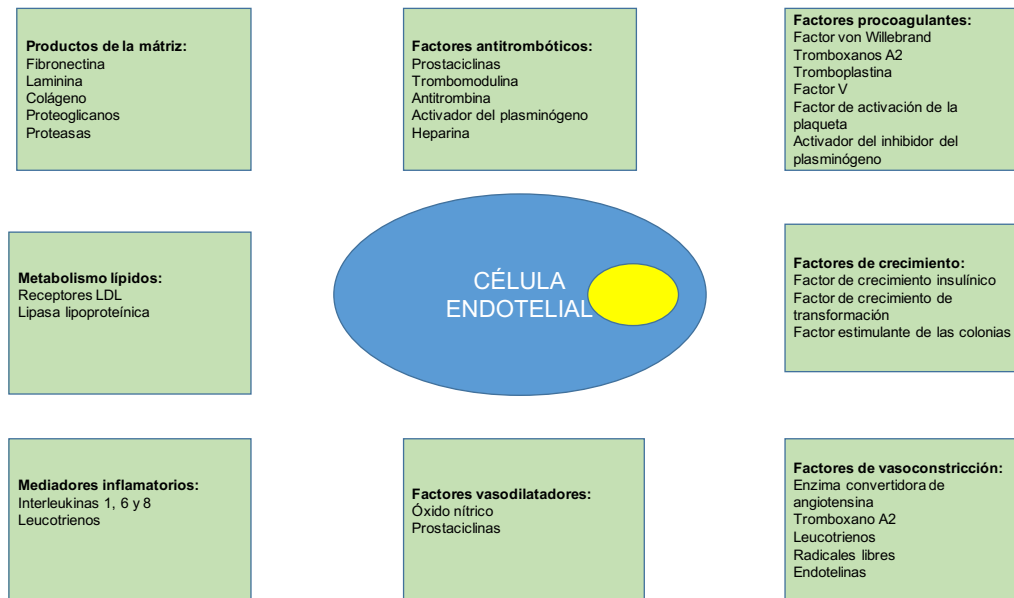 Productos de la mátriz:
Fibronectina
Laminina
Colágeno
Proteoglicanos
Proteasas
Factores antitrombóticos:
Prostaciclinas
Trombomodulina
Antitrombina
Activador del plasminógeno
Heparina
Factores procoagulantes:
Factor von Willebrand
Tromboxanos A2
Tromboplastina
Factor V
Factor de activación de la
plaqueta
Activador del inhibidor del
plasminógeno
Metabolismo lípidos:
Receptores LDL
Lipasa lipoproteínica
CÉLULA
ENDOTELIAL
Factores de crecimiento:
Factor de crecimiento insulínico
Factor de crecimiento de
transformación
Factor estimulante de las colonias
Mediadores inflamatorios:
Interleukinas 1, 6 y 8
Leucotrienos
Factores vasodilatadores:
Óxido nítrico
Prostaciclinas
Factores de vasoconstricción:
Enzima convertidora de
angiotensina
Tromboxano A2
Leucotrienos
Radicales libres
Endotelinas